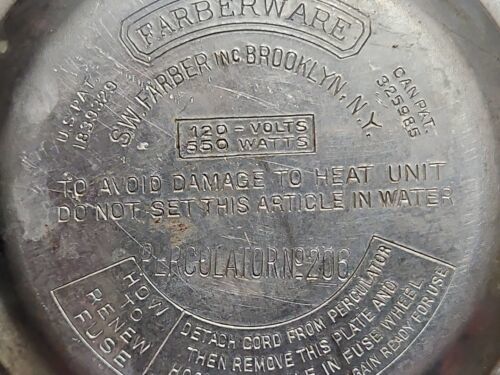 FARBERWARE
S.W. FARBER INC BROOKLYN, N.Y.
U.S. PAT.
CAN. PAT.
325985
120 - VOLTS
550 WATTS
TO AVOID DAMAGE TO HEAT UNIT
DO NOT SET THIS ARTICLE IN WATER
PERCOLATOR No 206
HOW
TO
RENEW
FUSE
DETACH CORD FROM PERCOLATOR
THEN REMOVE THIS PLATE AND
IN FUSE WHEEL
READY FOR USE